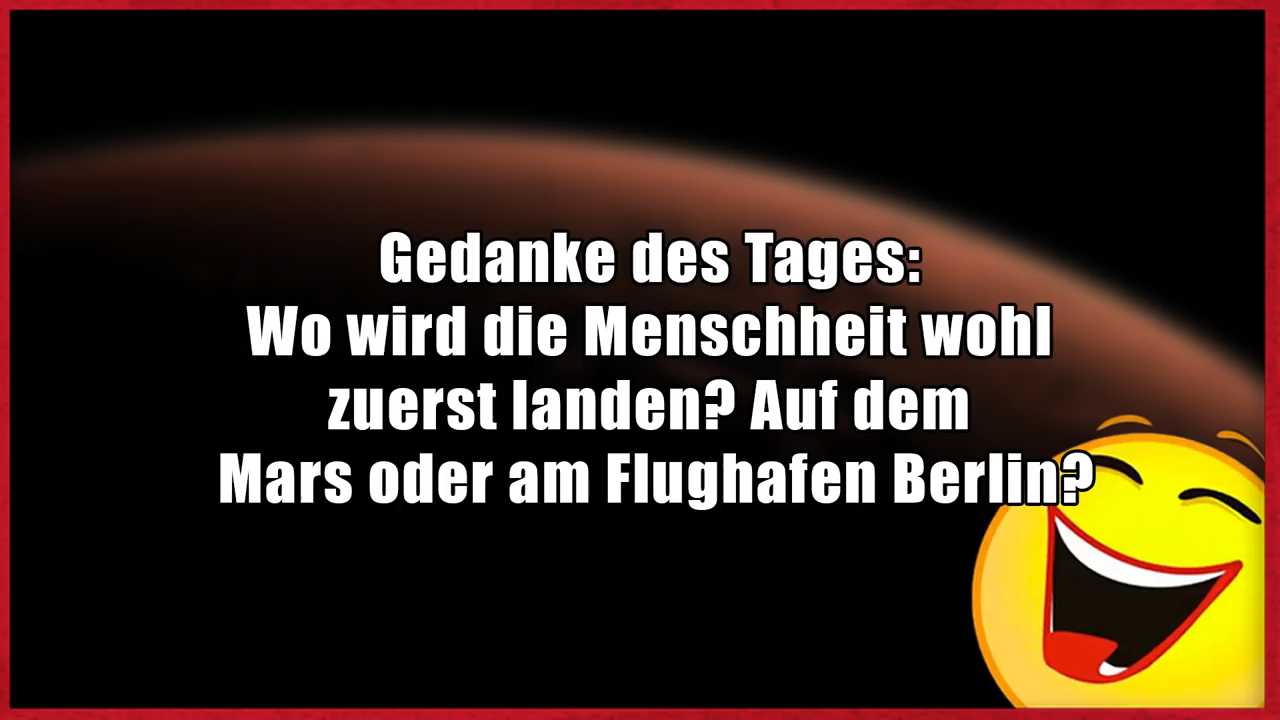 Gedanke des Tages:
Wo wird die Menschheit wohl
zuerst landen? Auf dem
Mars oder am Flughafen Berlin?